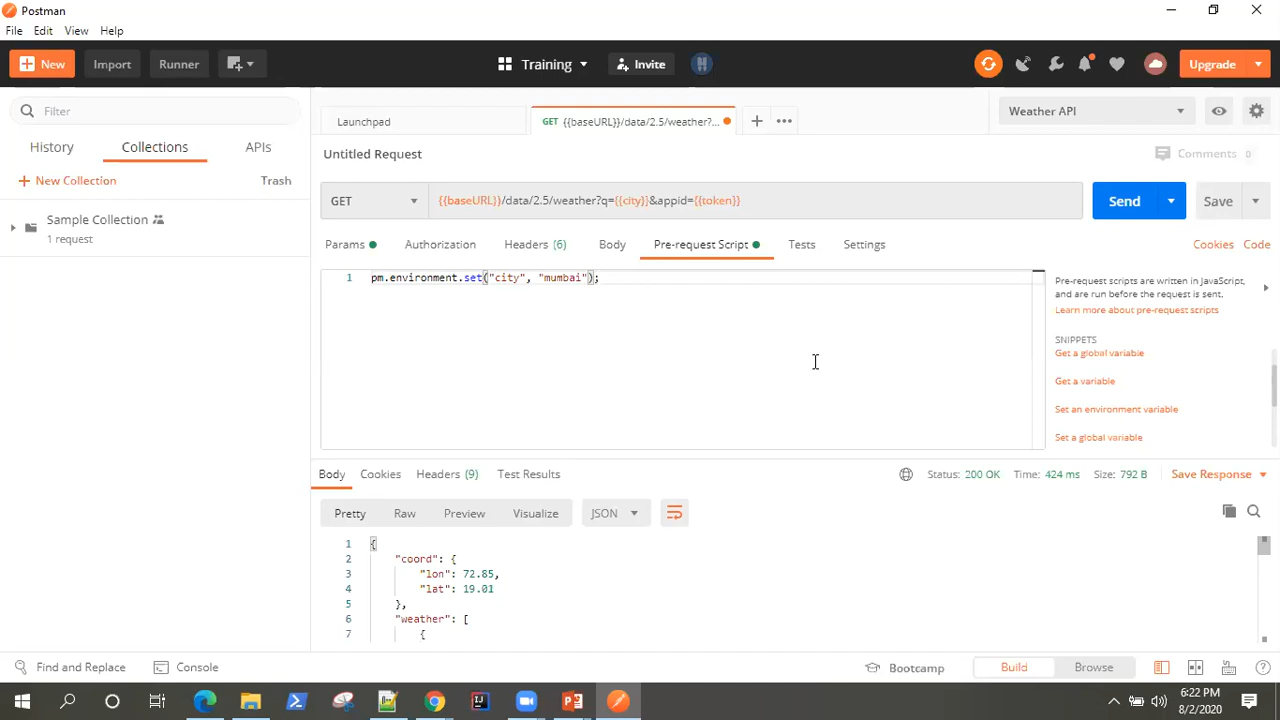 Postman
File Edit View Help
New Import Runner Training Invite Upgrade
Filter
Launchpad GET {{baseURL}}/data/2.5/weather?... Weather API
History Collections APIs
Untitled Request Comments 0
New Collection Trash
GET {{baseURL}}/data/2.5/weather?q={{city}}&appid={{token}} Send Save
Sample Collection
1 request
Params Authorization Headers (6) Body Pre-request Script Tests Settings Cookies Code
1 pm.environment.set("city", "mumbai");
Pre-request scripts are written in JavaScript,
and are run before the request is sent.
Learn more about pre-request scripts
SNIPPETS
Get a global variable
Get a variable
Set an environment variable
Set a global variable
Body Cookies Headers (9) Test Results Status: 200 OK Time: 424 ms Size: 792 B Save Response
Pretty Raw Preview Visualize JSON
1 {
2 "coord": {
3 "lon": 72.85,
4 "lat": 19.01
5 },
6 "weather": [
7 {
Find and Replace Console Bootcamp Build Browse
6:22 PM
8/2/2020